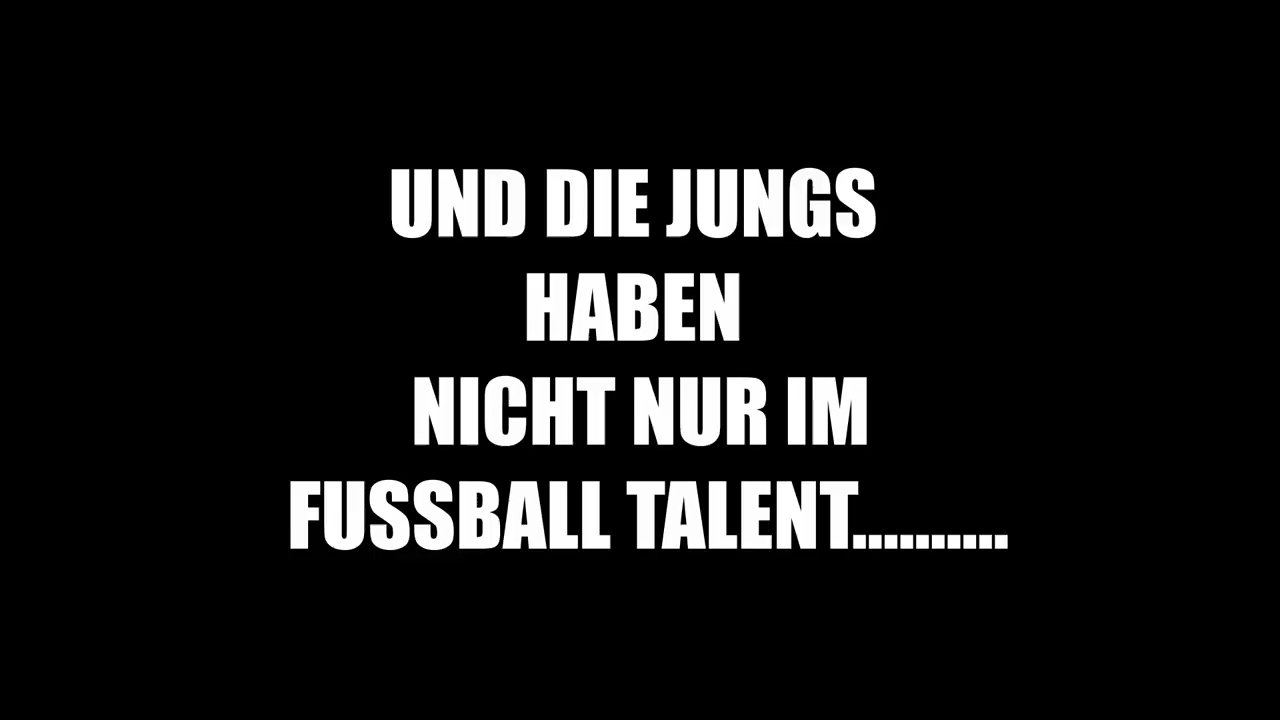 UND DIE JUNGS
HABEN
NICHT NUR IM
FUSSBALL TALENT..........